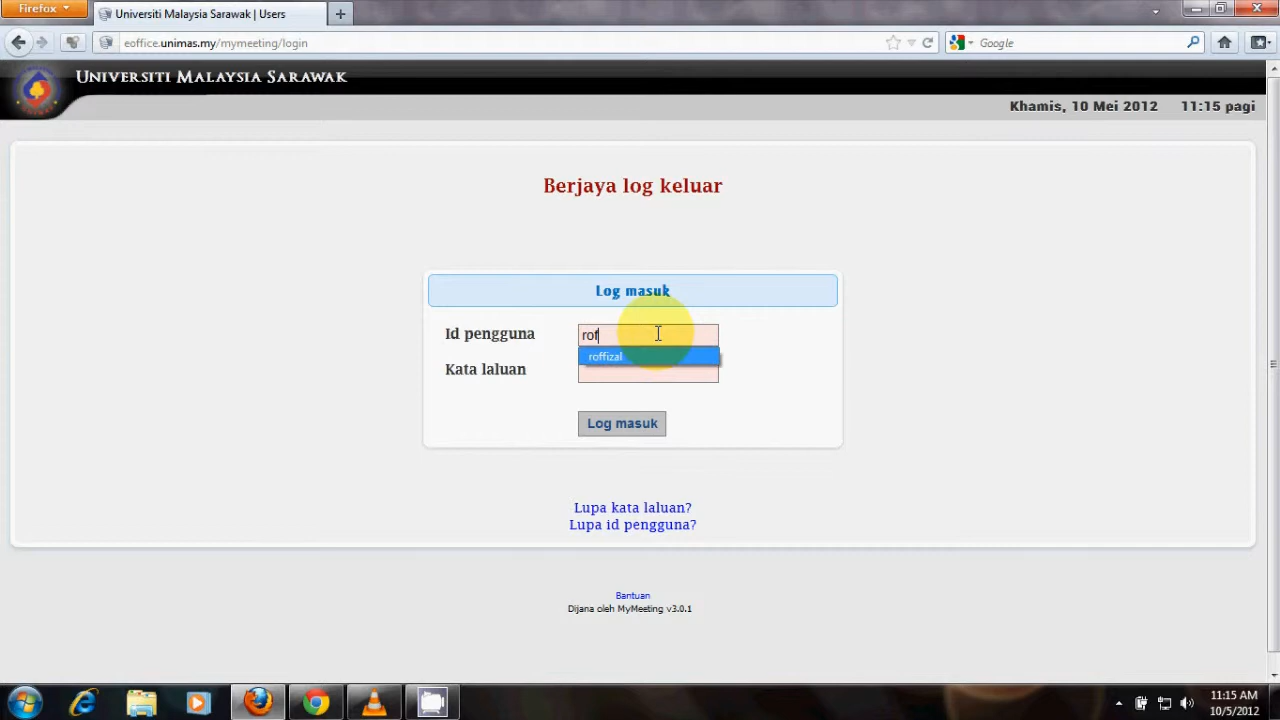 Firefox
Universiti Malaysia Sarawak | Users
eoffice.unimas.my/mymeeting/login
Google
Universiti Malaysia Sarawak
Khamis, 10 Mei 2012 11:15 pagi
Berjaya log keluar
Log masuk
Id pengguna
rof
roffizal
Kata laluan
Log masuk
Lupa kata laluan?
Lupa id pengguna?
Bantuan
Dijana oleh MyMeeting v3.0.1
11:15 AM
10/5/2012